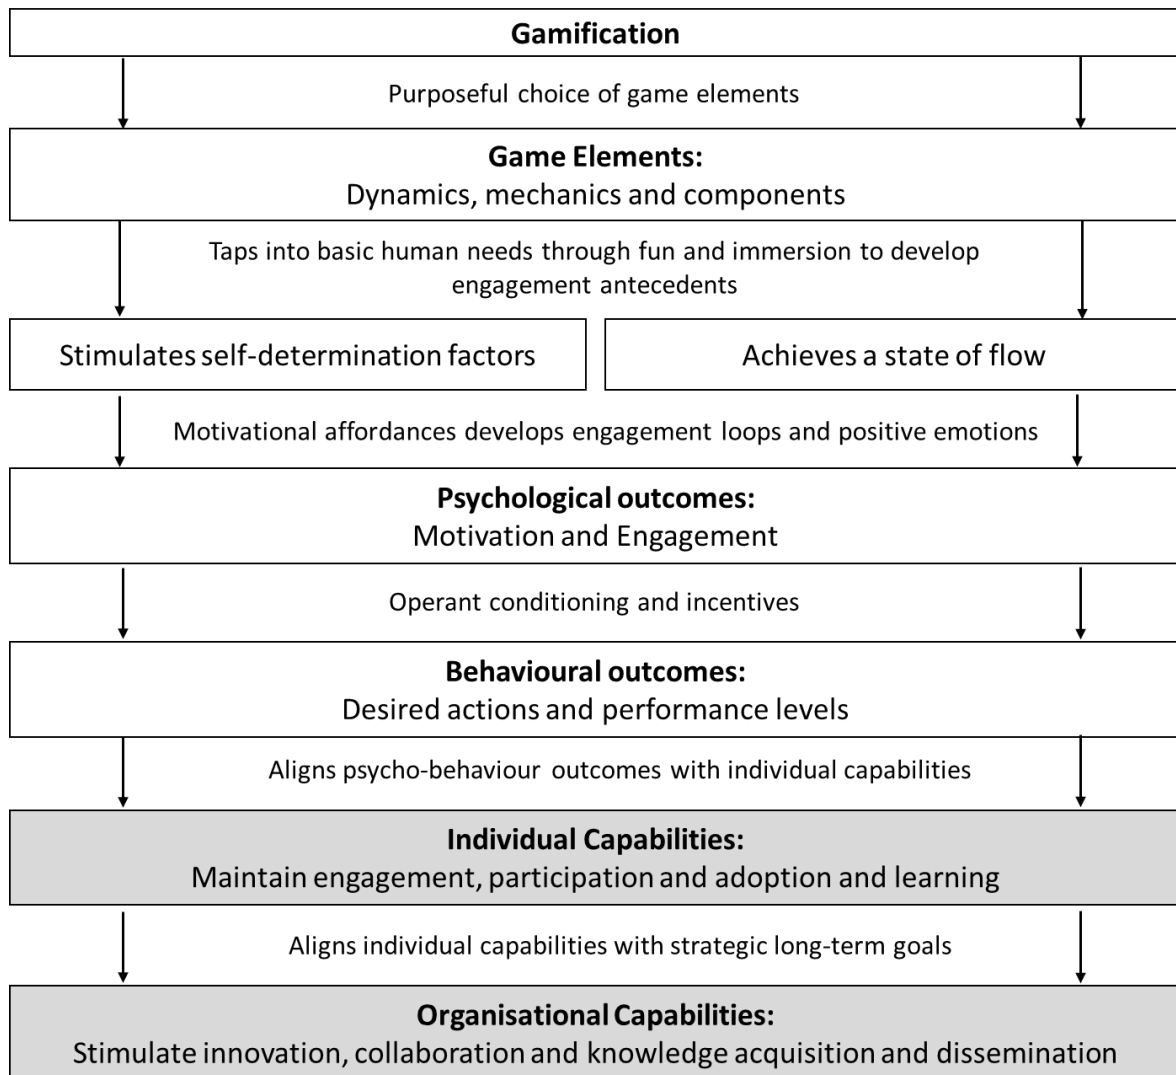 Gamification
Purposeful choice of game elements
Game Elements:
Dynamics, mechanics and components
Taps into basic human needs through fun and immersion to develop
engagement antecedents
Stimulates self-determination factors
Achieves a state of flow
Motivational affordances develops engagement loops and positive emotions
Psychological outcomes:
Motivation and Engagement
Operant conditioning and incentives
Behavioural outcomes:
Desired actions and performance levels
Aligns psycho-behaviour outcomes with individual capabilities
Individual Capabilities:
Maintain engagement, participation and adoption and learning
Aligns individual capabilities with strategic long-term goals
Organisational Capabilities:
Stimulate innovation, collaboration and knowledge acquisition and dissemination